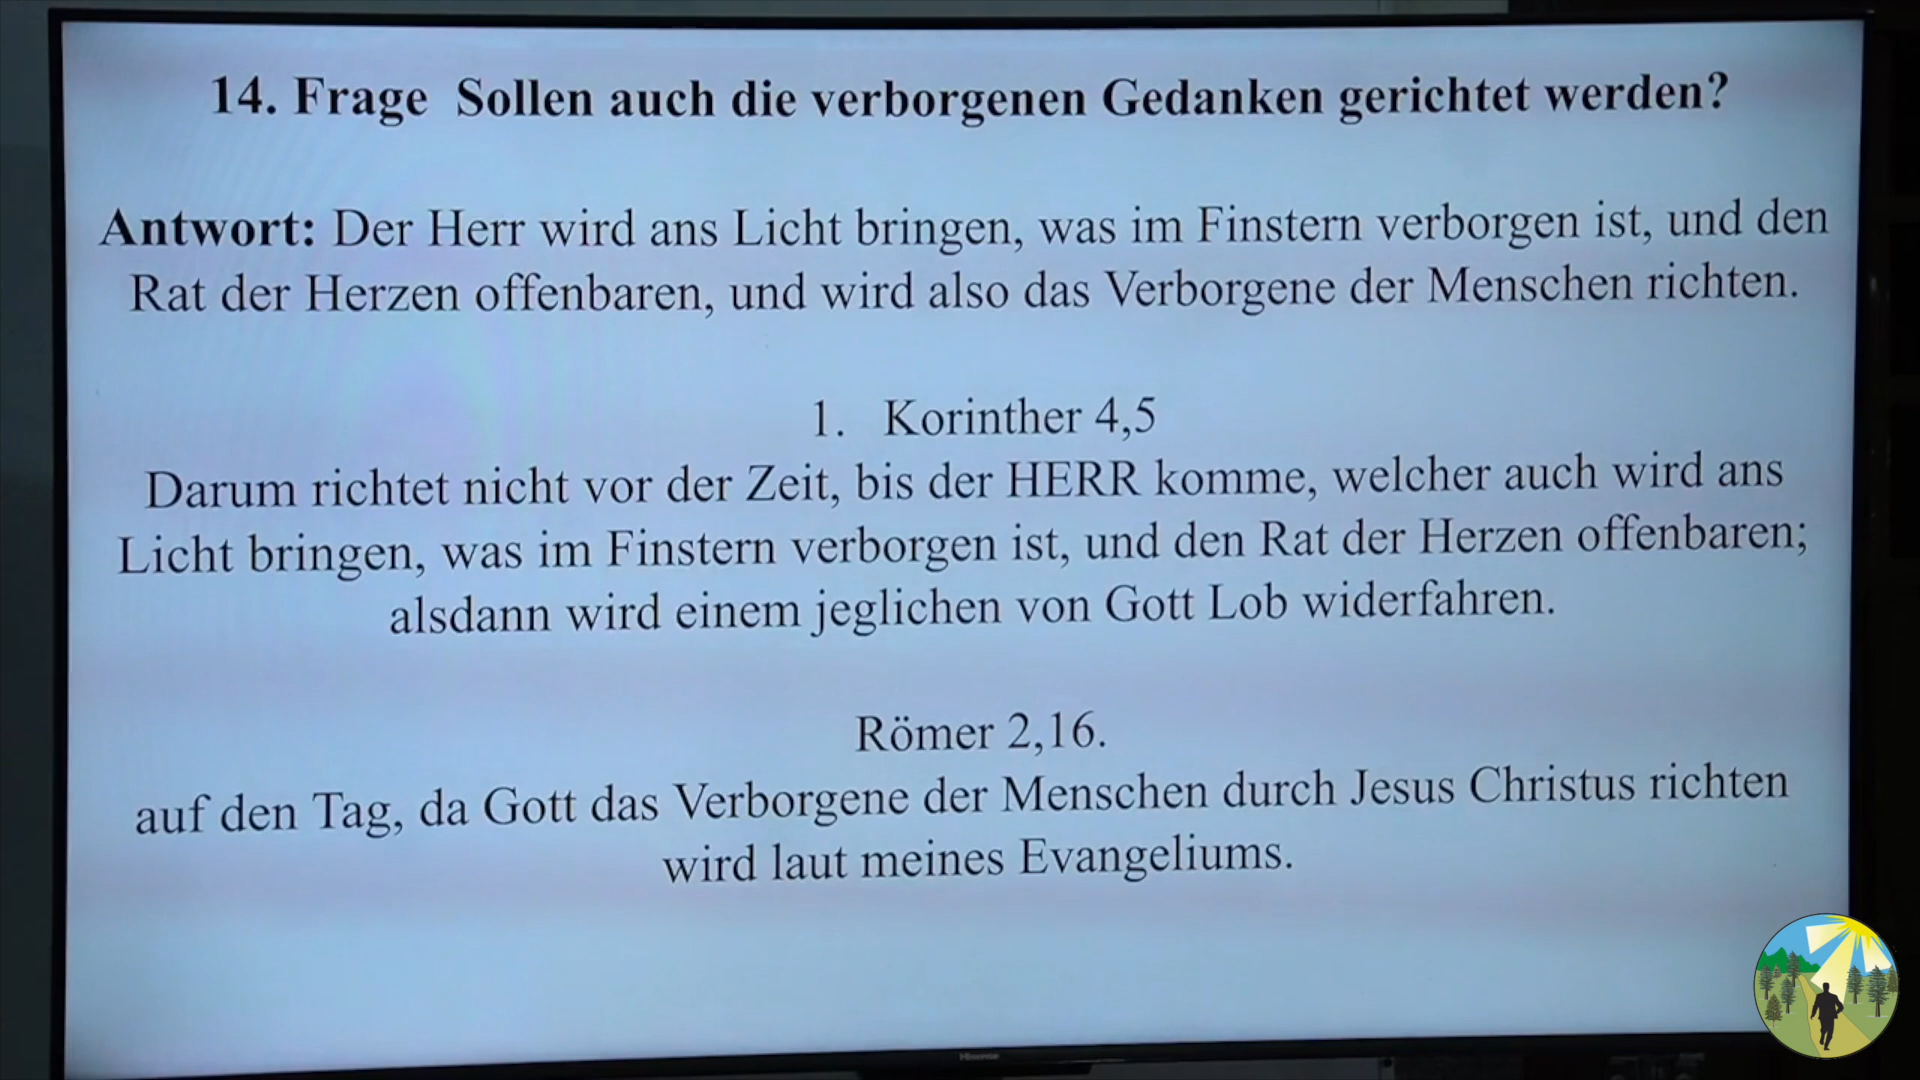 14. Frage  Sollen auch die verborgenen Gedanken gerichtet werden?
Antwort: Der Herr wird ans Licht bringen, was im Finstern verborgen ist, und den
Rat der Herzen offenbaren, und wird also das Verborgene der Menschen richten.
1.   Korinther 4,5
Darum richtet nicht vor der Zeit, bis der HERR komme, welcher auch wird ans
Licht bringen, was im Finstern verborgen ist, und den Rat der Herzen offenbaren;
alsdann wird einem jeglichen von Gott Lob widerfahren.
Römer 2,16.
auf den Tag, da Gott das Verborgene der Menschen durch Jesus Christus richten
wird laut meines Evangeliums.
Hisense